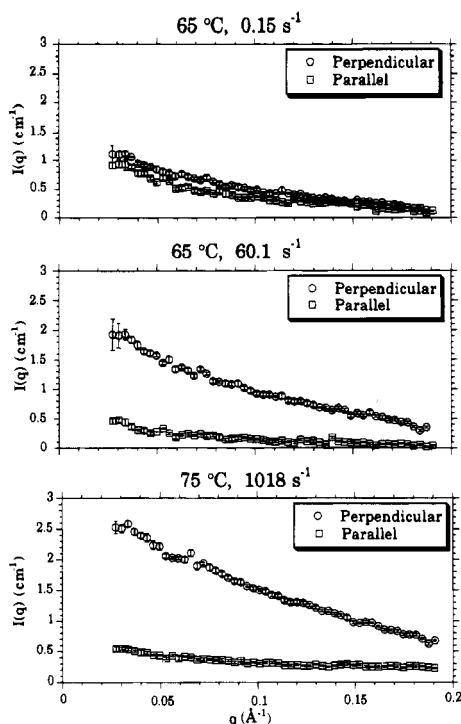 65 °C, 0.15 s⁻¹
3
2.5
2
1.5
1
0.5
0
I(q) (cm⁻¹)
Perpendicular
Parallel
65 °C, 60.1 s⁻¹
3
2.5
2
1.5
1
0.5
0
I(q) (cm⁻¹)
Perpendicular
Parallel
75 °C, 1018 s⁻¹
3
2.5
2
1.5
1
0.5
0
I(q) (cm⁻¹)
Perpendicular
Parallel
0 0.05 0.1 0.15 0.2
q (Å⁻¹)